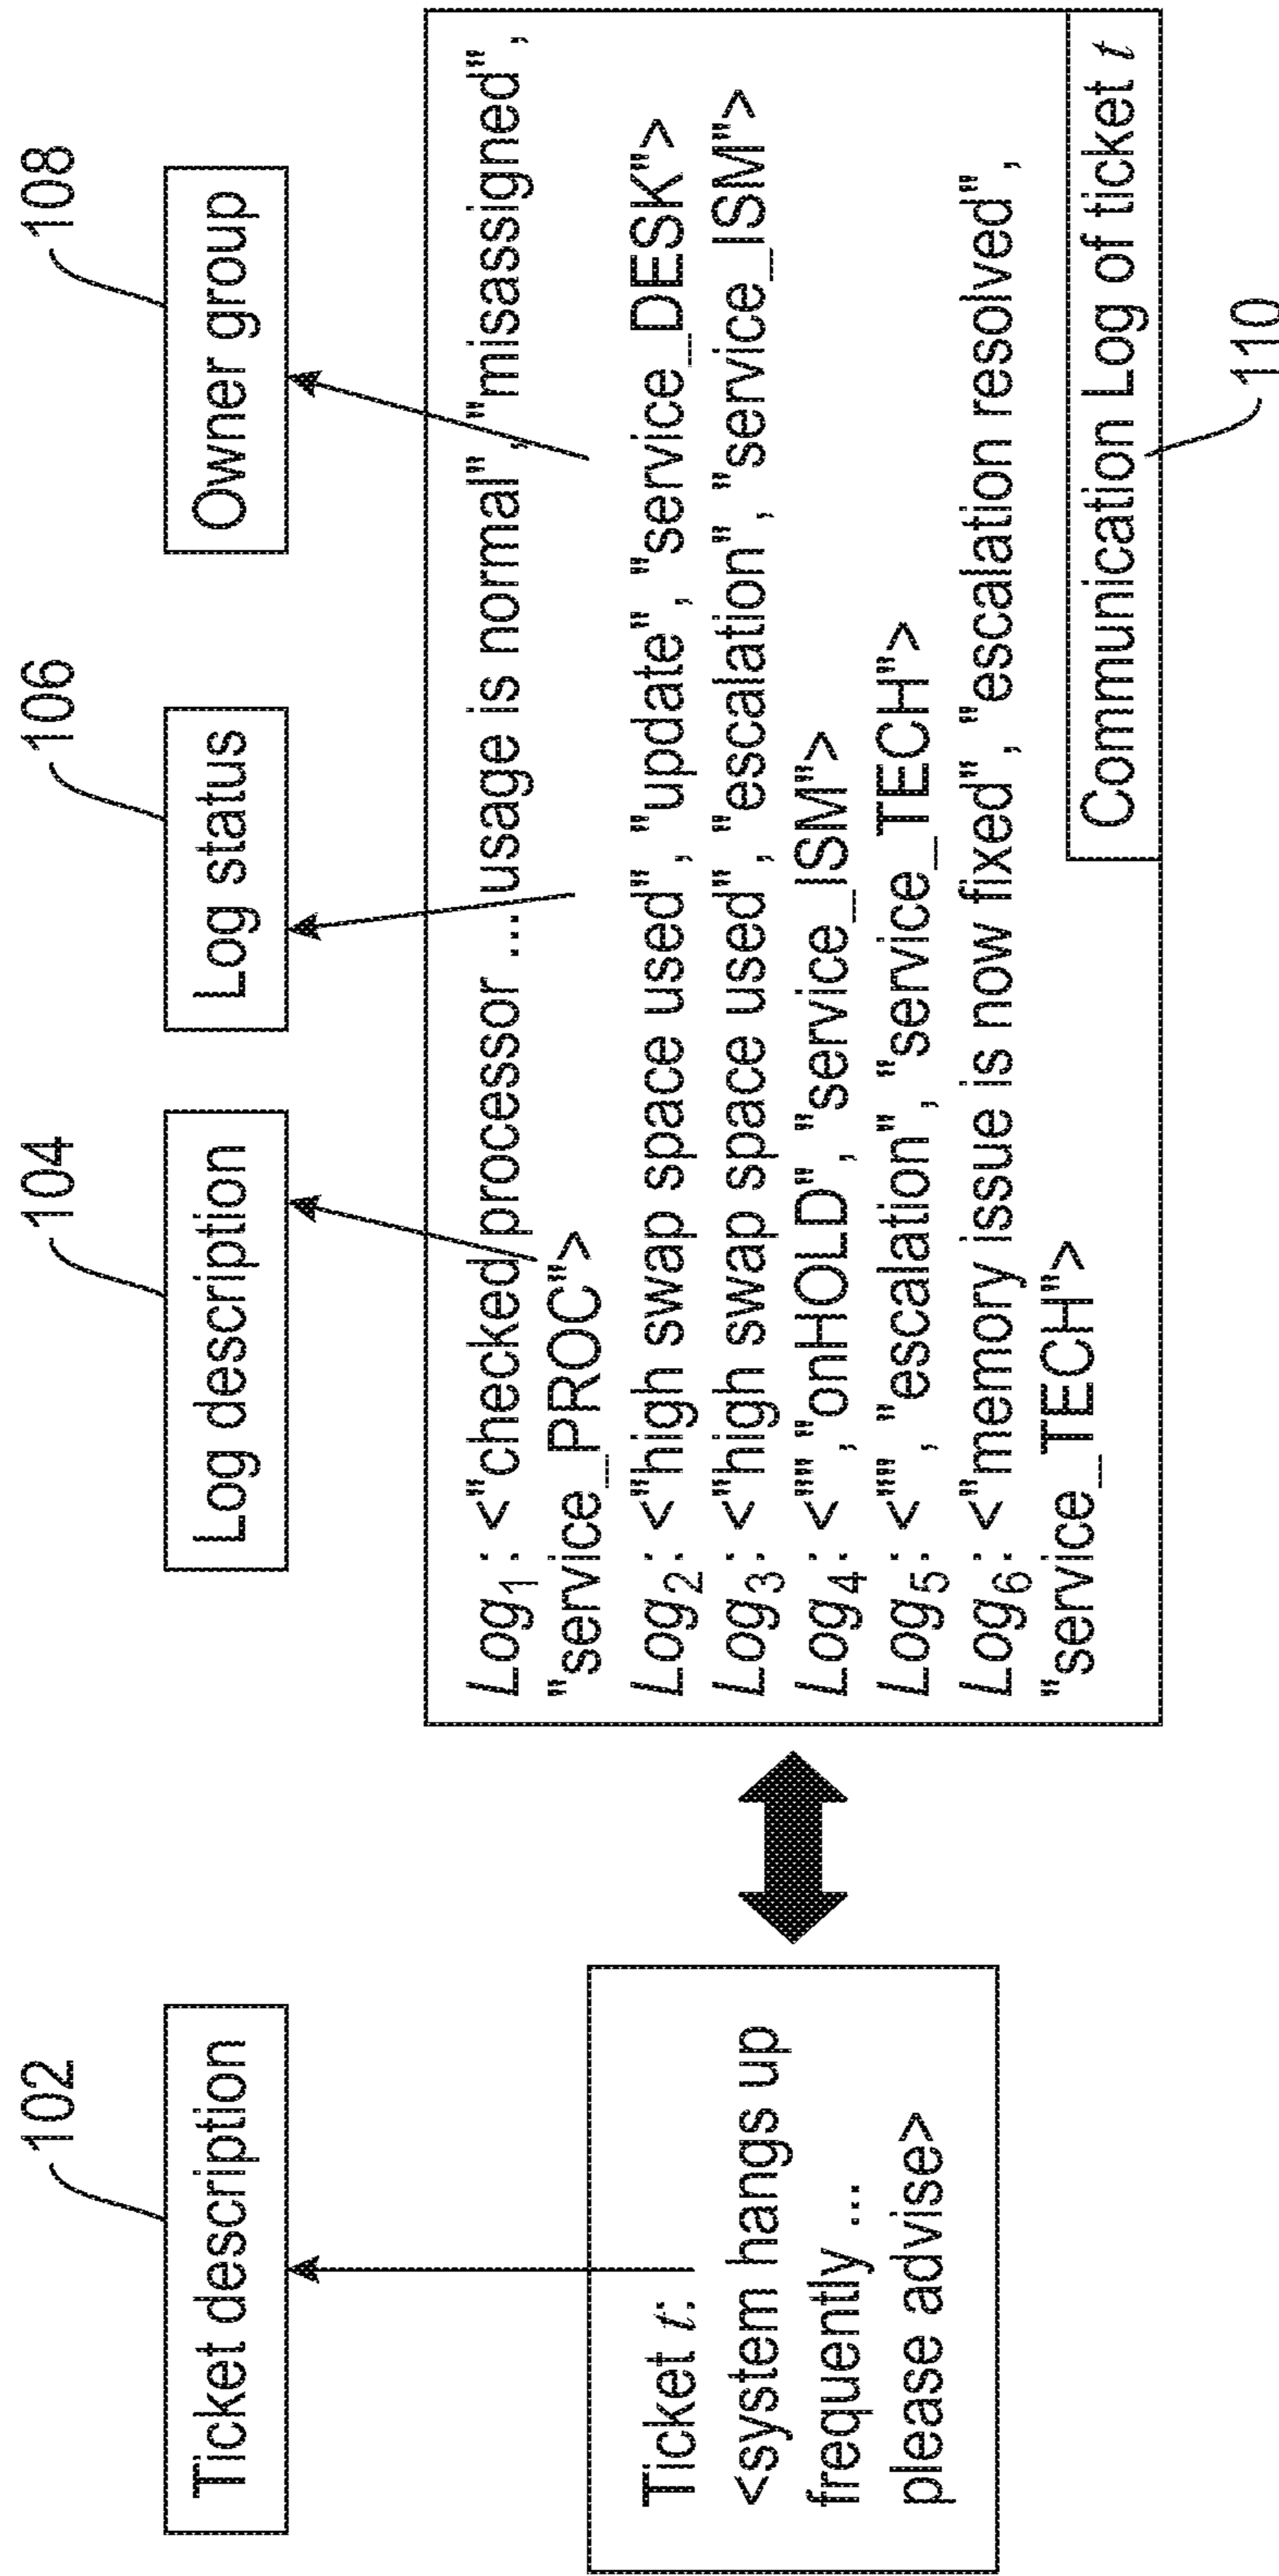 102
Ticket description
Ticket t:
<system hangs up
frequently ...
please advise>
104
Log description
106
Log status
108
Owner group
Log1: <"checked/processor ... usage is normal","misassigned",
"service_PROC">
Log2: <"high swap space used","update","service_DESK">
Log3: <"high swap space used","escalation","service_ISM">
Log4: <"","onHOLD","service_ISM">
Log5: <"","escalation","service_TECH">
Log6: <"memory issue is now fixed","escalation resolved",
"service_TECH">
Communication Log of ticket t
110